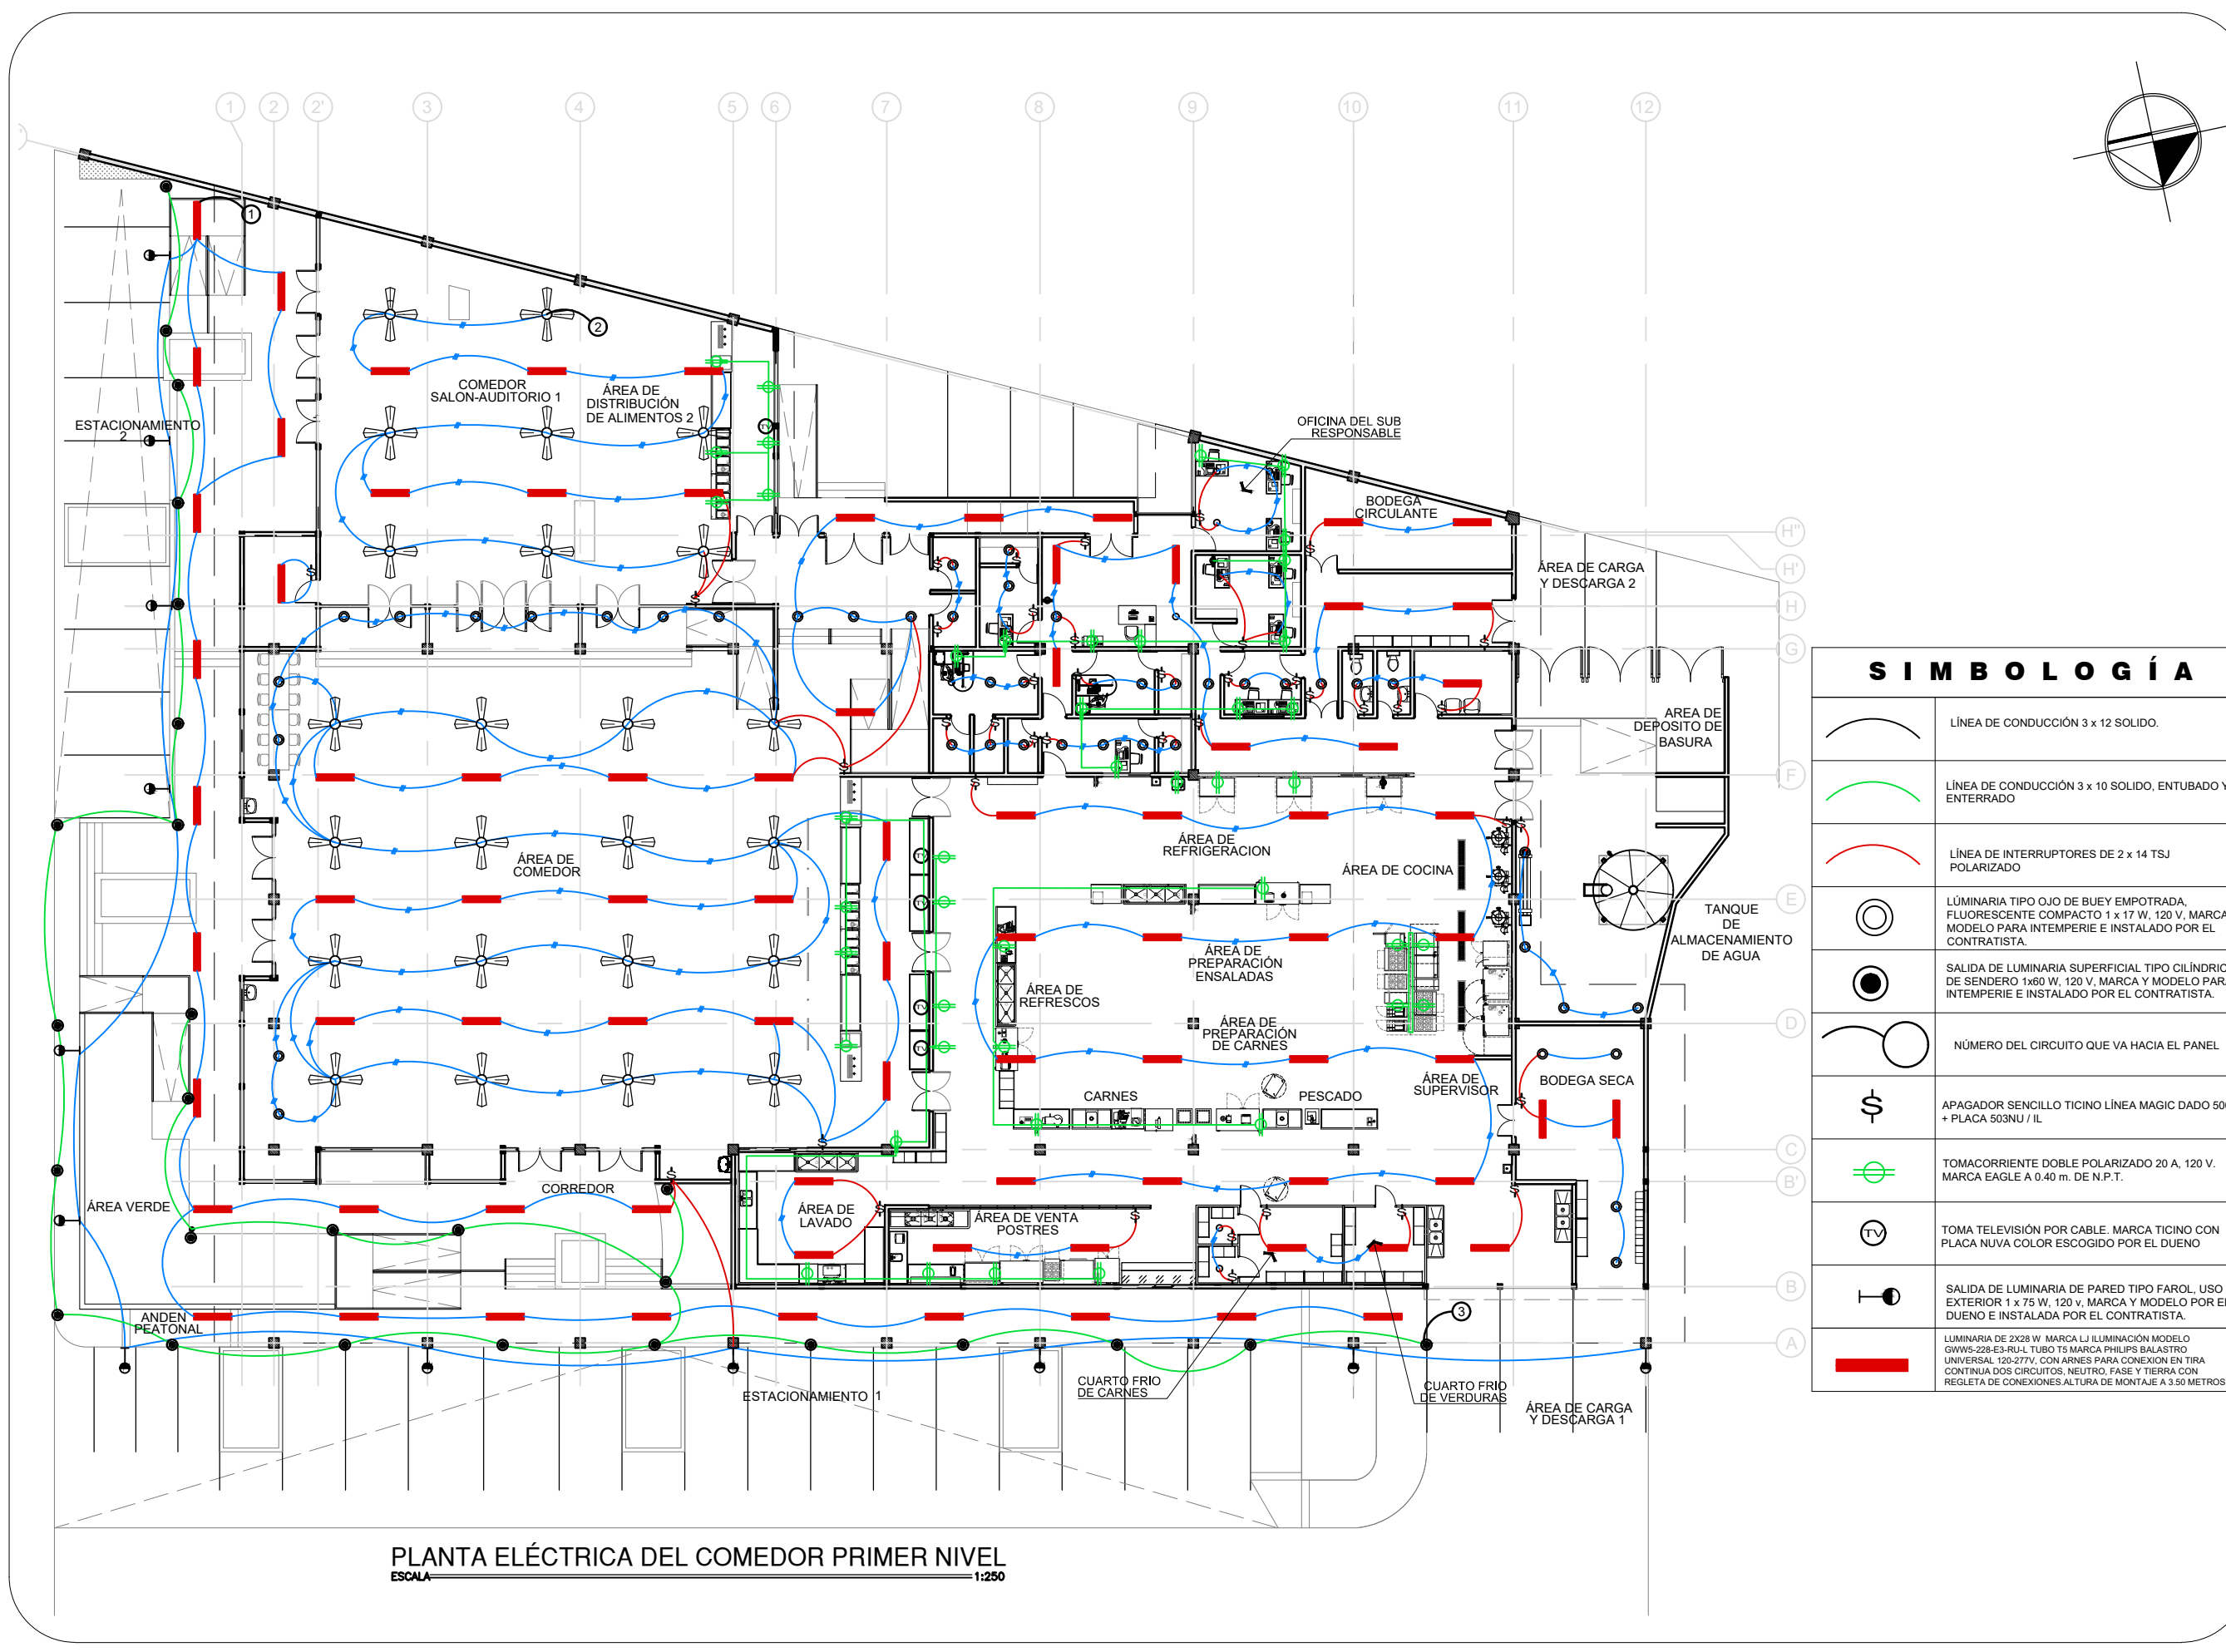 1 2 2' 3 4 5 6 7 8 9 10 11 12
1
2
COMEDOR
SALON-AUDITORIO 1
ÁREA DE
DISTRIBUCIÓN
DE ALIMENTOS 2
ESTACIONAMIENTO
2
OFICINA DEL SUB
RESPONSABLE
BODEGA
CIRCULANTE
ÁREA DE CARGA
Y DESCARGA 2
H"
H'
H
G
F
E
D
C
B'
B
A
AREA DE
DEPOSITO DE
BASURA
ÁREA DE
REFRIGERACION
ÁREA DE COCINA
ÁREA DE
COMEDOR
TANQUE
DE
ALMACENAMIENTO
DE AGUA
ÁREA DE
PREPARACIÓN
ENSALADAS
ÁREA DE
REFRESCOS
ÁREA DE
PREPARACIÓN
DE CARNES
ÁREA DE
SUPERVISOR
BODEGA SECA
CARNES
PESCADO
ÁREA VERDE
CORREDOR
ÁREA DE
LAVADO
ÁREA DE VENTA
POSTRES
ANDEN
PEATONAL
3
ESTACIONAMIENTO 1
CUARTO FRIO
DE CARNES
CUARTO FRIO
DE VERDURAS
ÁREA DE CARGA
Y DESCARGA 1
TV
TV
TV
TV
SIMBOLOGÍA
LÍNEA DE CONDUCCIÓN 3 x 12 SOLIDO.
LÍNEA DE CONDUCCIÓN 3 x 10 SOLIDO, ENTUBADO Y
ENTERRADO
LÍNEA DE INTERRUPTORES DE 2 x 14 TSJ
POLARIZADO
LÚMINARIA TIPO OJO DE BUEY EMPOTRADA,
FLUORESCENTE COMPACTO 1 x 17 W, 120 V, MARCA
MODELO PARA INTEMPERIE E INSTALADO POR EL
CONTRATISTA.
SALIDA DE LUMINARIA SUPERFICIAL TIPO CILÍNDRIC
DE SENDERO 1x60 W, 120 V, MARCA Y MODELO PARA
INTEMPERIE E INSTALADO POR EL CONTRATISTA.
NÚMERO DEL CIRCUITO QUE VA HACIA EL PANEL
$ APAGADOR SENCILLO TICINO LÍNEA MAGIC DADO 50
+ PLACA 503NU / IL
TOMACORRIENTE DOBLE POLARIZADO 20 A, 120 V.
MARCA EAGLE A 0.40 m. DE N.P.T.
TV TOMA TELEVISIÓN POR CABLE. MARCA TICINO CON
PLACA NUVA COLOR ESCOGIDO POR EL DUENO
SALIDA DE LUMINARIA DE PARED TIPO FAROL, USO
EXTERIOR 1 x 75 W, 120 v, MARCA Y MODELO POR E
DUENO E INSTALADA POR EL CONTRATISTA.
LUMINARIA DE 2X28 W MARCA LJ ILUMINACIÓN MODELO
GWW5-228-E3-RU-L TUBO T5 MARCA PHILIPS BALASTRO
UNIVERSAL 120-277V, CON ARNES PARA CONEXION EN TIRA
CONTINUA DOS CIRCUITOS, NEUTRO, FASE Y TIERRA CON
REGLETA DE CONEXIONES.ALTURA DE MONTAJE A 3.50 METROS
PLANTA ELÉCTRICA DEL COMEDOR PRIMER NIVEL
ESCALA 1:250